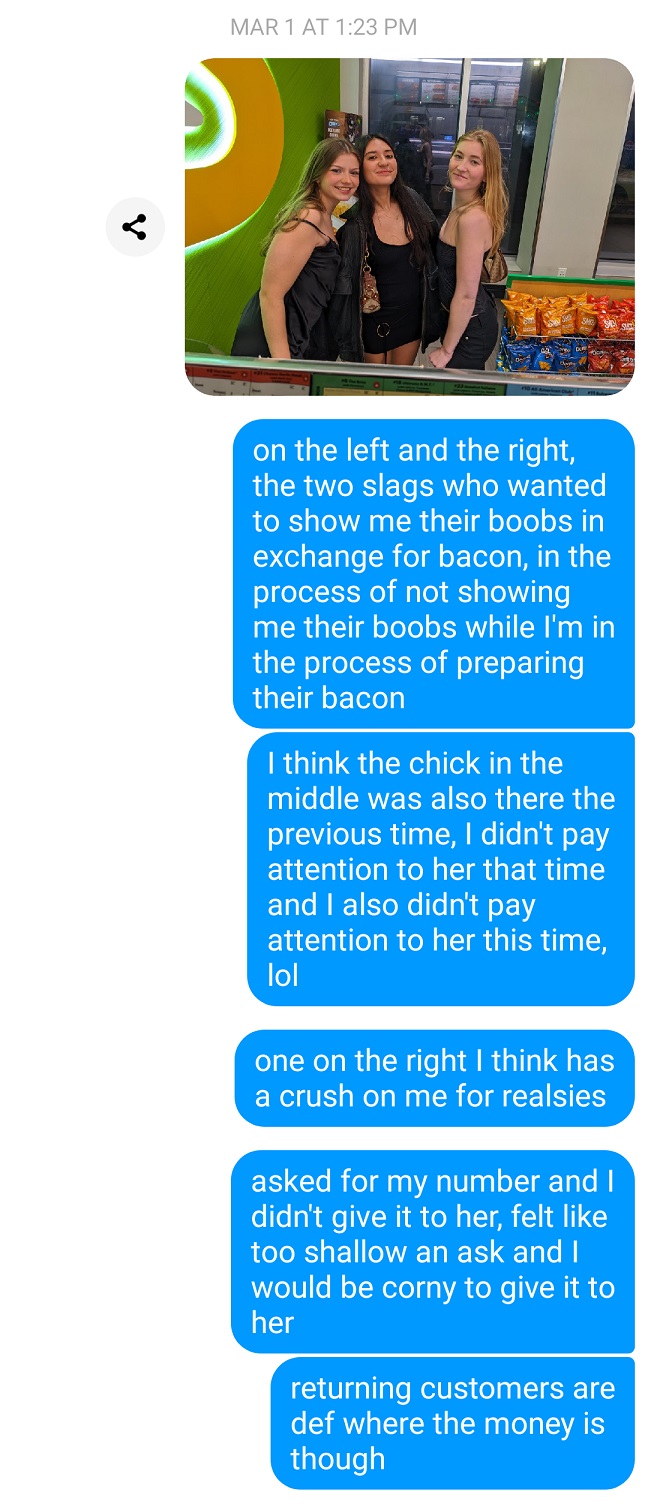 MAR 1 AT 1:23 PM
on the left and the right,
the two slags who wanted
to show me their boobs in
exchange for bacon, in the
process of not showing
me their boobs while I'm in
the process of preparing
their bacon
I think the chick in the
middle was also there the
previous time, I didn't pay
attention to her that time
and I also didn't pay
attention to her this time,
lol
one on the right I think has
a crush on me for realsies
asked for my number and I
didn't give it to her, felt like
too shallow an ask and I
would be corny to give it to
her
returning customers are
def where the money is
though